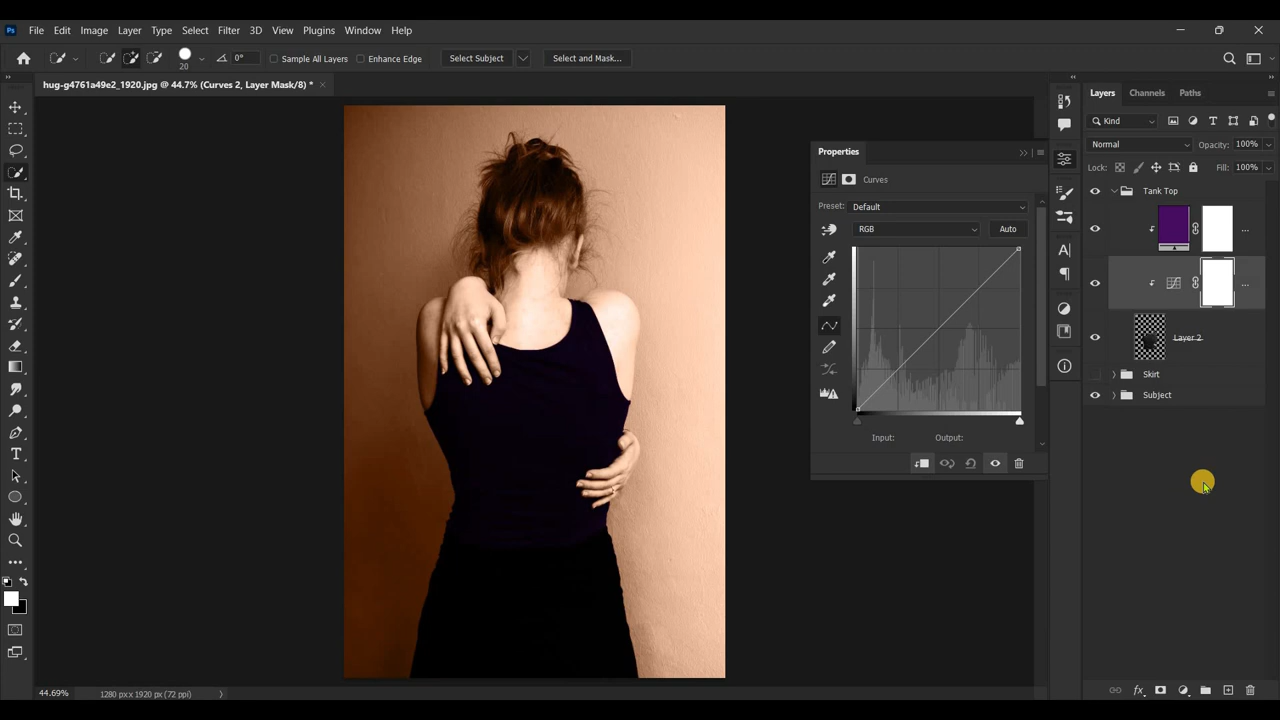 Ps File Edit Image Layer Type Select Filter 3D View Plugins Window Help
20 0° Sample All Layers Enhance Edge Select Subject Select and Mask...
hug-g4761a49e2_1920.jpg @ 44.7% (Curves 2, Layer Mask/8) *
Layers Channels Paths
Kind
Normal Opacity: 100%
Lock: Fill: 100%
Tank Top
...
...
Layer 2
Skirt
Subject
Properties
Curves
Preset: Default
RGB Auto
Input: Output:
44.69% 1280 px x 1920 px (72 ppi)
fx